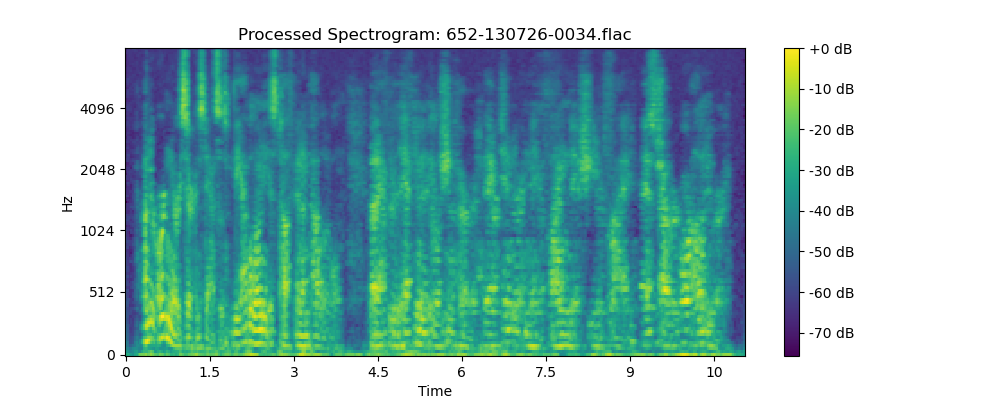 Processed Spectrogram: 652-130726-0034.flac
+0 dB
4096
-10 dB
-20 dB
2048
-30 dB
Hz
1024
-40 dB
-50 dB
512
-60 dB
-70 dB
0
0 1.5 3 4.5 6 7.5 9 10
Time